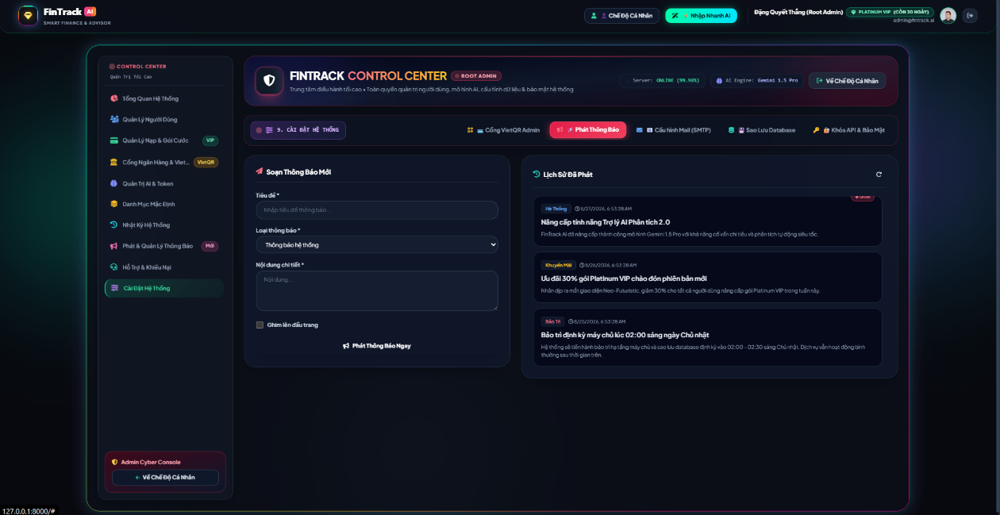 FinTrack AI
SMART FINANCE & ADVISOR
Chế Độ Cá Nhân
Nhập Nhanh AI
Đặng Quyết Thắng (Root Admin)
PLATINUM VIP (CÒN 30 NGÀY)
admin@fintrack.ai
CONTROL CENTER
Quản Trị Tối Cao
Tổng Quan Hệ Thống
Quản Lý Người Dùng
Quản Lý Nạp & Gói Cước VIP
Cổng Ngân Hàng & Viet... VietQR
Quản Trị AI & Token
Danh Mục Mặc Định
Nhật Ký Hệ Thống
Phát & Quản Lý Thông Báo Mới
Hỗ Trợ & Khiếu Nại
Cài Đặt Hệ Thống
Admin Cyber Console
← Về Chế Độ Cá Nhân
FINTRACK CONTROL CENTER ROOT ADMIN
Trung tâm điều hành tối cao • Toàn quyền quản trị người dùng, mô hình AI, cấu hình dữ liệu & bảo mật hệ thống
Server: ONLINE (99.98%)
AI Engine: Gemini 1.5 Pro
Về Chế Độ Cá Nhân
9. CÀI ĐẶT HỆ THỐNG
Cổng VietQR Admin
Phát Thông Báo
Cấu hình Mail (SMTP)
Sao Lưu Database
Khóa API & Bảo Mật
Soạn Thông Báo Mới
Tiêu đề *
Nhập tiêu đề thông báo...
Loại thông báo *
Thông báo hệ thống
Nội dung chi tiết *
Nội dung...
Ghim lên đầu trang
Phát Thông Báo Ngay
Lịch Sử Đã Phát
Hệ Thống 8/27/2026, 6:53:28 AM
Nâng cấp tính năng Trợ lý AI Phân tích 2.0
FinTrack AI đã nâng cấp thành công mô hình Gemini 1.5 Pro với khả năng cố vấn chi tiêu và phân tích tự động siêu tốc.
Khuyến Mãi 8/26/2026, 6:53:28 AM
Ưu đãi 30% gói Platinum VIP chào đón phiên bản mới
Nhân dịp ra mắt giao diện Neo-Futuristic, giảm 30% cho tất cả người dùng nâng cấp gói Platinum VIP trong tuần này.
Bảo Trì 8/25/2026, 6:53:28 AM
Bảo trì định kỳ máy chủ lúc 02:00 sáng ngày Chủ nhật
Hệ thống sẽ tiến hành bảo trì hạ tầng máy chủ và sao lưu database định kỳ vào 02:00 - 02:30 sáng Chủ nhật. Dịch vụ vẫn hoạt động bình
thường sau thời gian trên.
127.0.0.1:8000/#